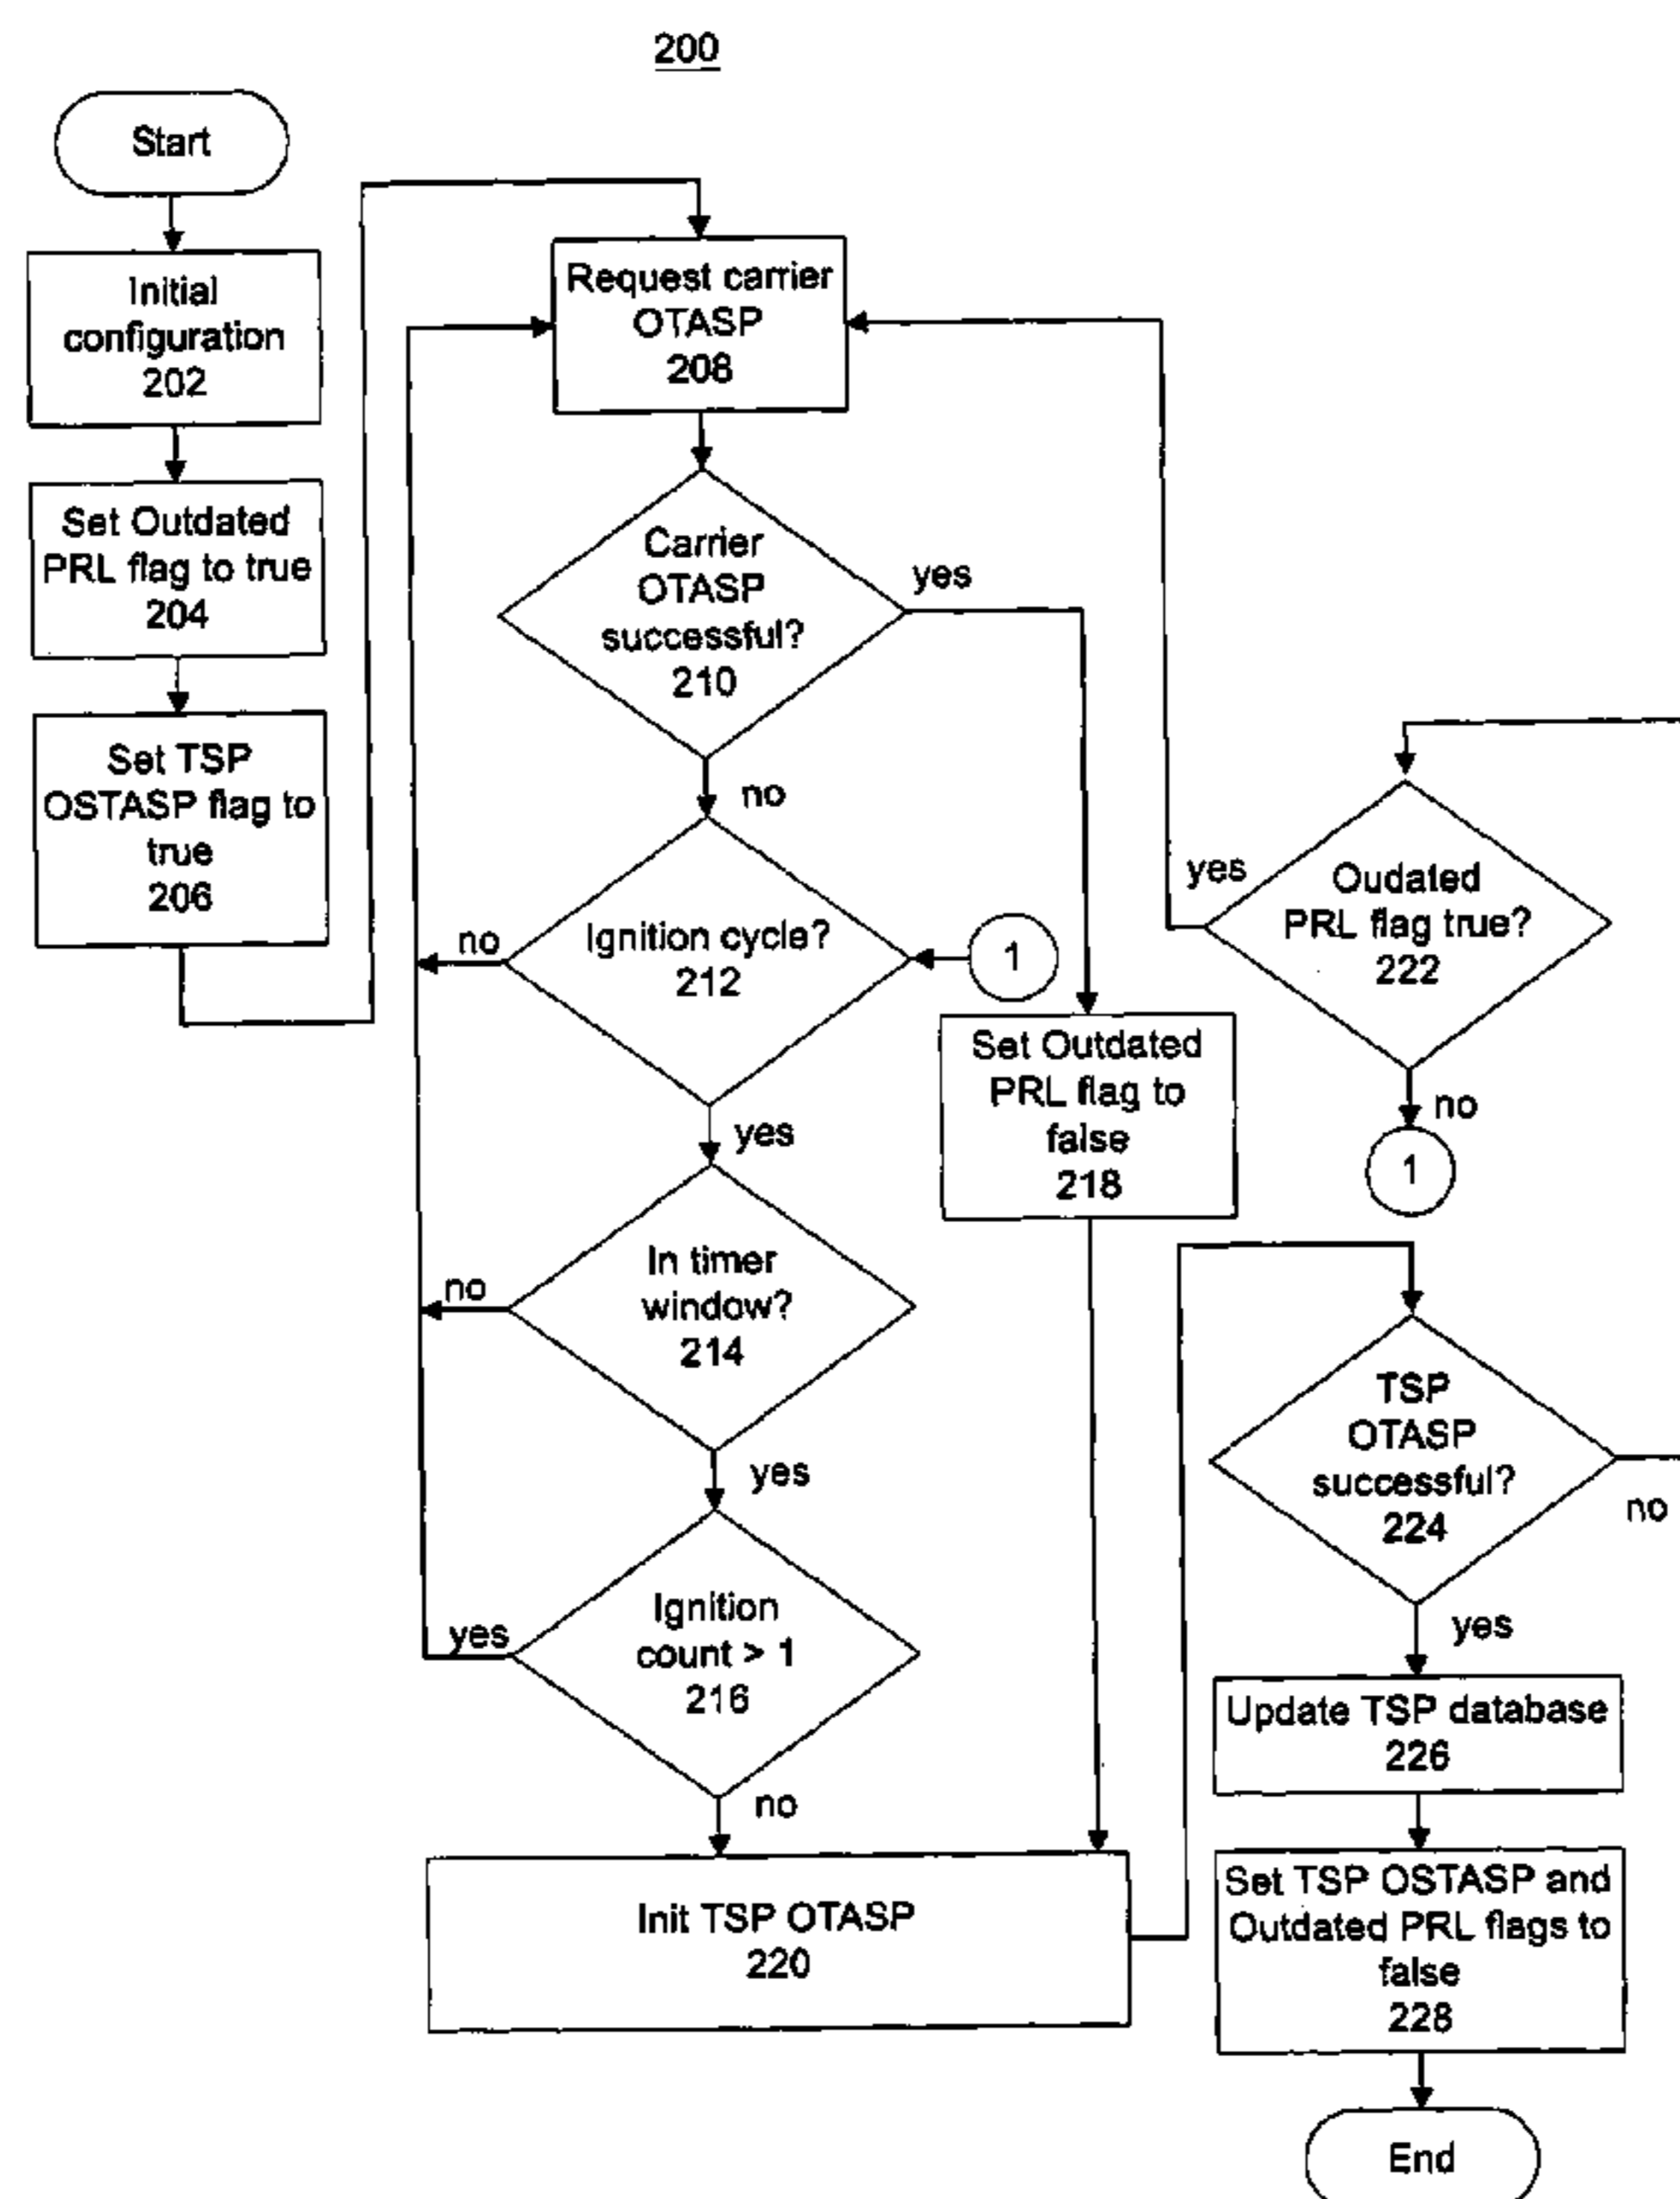 200
Start
Initial
configuration
202
Set Outdated
PRL flag to true
204
Set TSP
OSTASP flag to
true
206
Request carrier
OTASP
208
Carrier
OTASP
successful?
210
yes
no
Ignition cycle?
212
no
1
yes
In timer
window?
214
no
yes
Ignition
count > 1
216
yes
no
Set Outdated
PRL flag to
false
218
Init TSP OTASP
220
Oudated
PRL flag true?
222
yes
no
1
TSP
OTASP
successful?
224
no
yes
Update TSP database
226
Set TSP OSTASP and
Outdated PRL flags to
false
228
End